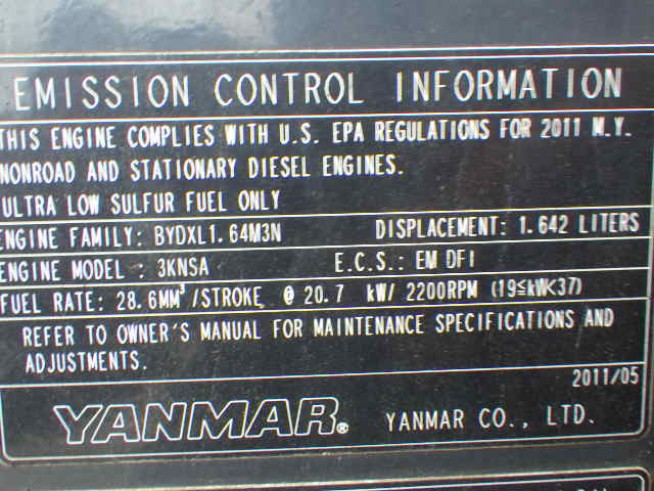 EMISSION CONTROL INFORMATION
THIS ENGINE COMPLIES WITH U.S. EPA REGULATIONS FOR 2011 M.Y.
NONROAD AND STATIONARY DIESEL ENGINES.
ULTRA LOW SULFUR FUEL ONLY
ENGINE FAMILY: BYDXL1.64M3N DISPLACEMENT: 1.642 LITERS
ENGINE MODEL : 3KNSA E.C.S.: EM DFI
FUEL RATE: 28.6MM³/STROKE @ 20.7 kW/ 2200RPM (19≦kW<37)
REFER TO OWNER'S MANUAL FOR MAINTENANCE SPECIFICATIONS AND
ADJUSTMENTS.
2011/05
YANMAR® YANMAR CO., LTD.